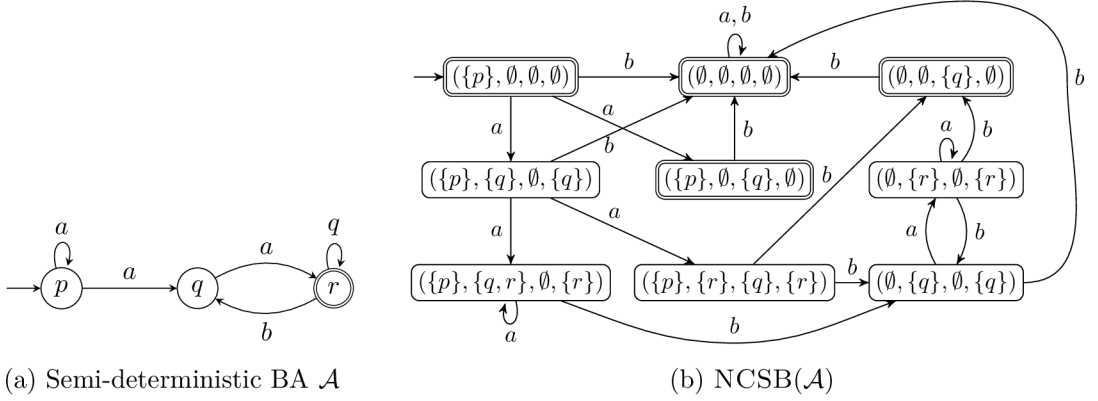 a, b
b
({p}, ∅, ∅, ∅) b (∅, ∅, ∅, ∅) b (∅, ∅, {q}, ∅)
a a b b a b
({p}, {q}, ∅, {q}) ({p}, ∅, {q}, ∅) b (∅, {r}, ∅, {r})
a a a b
({p}, {q, r}, ∅, {r}) ({p}, {r}, {q}, {r}) b (∅, {q}, ∅, {q})
a b
a a a q
p q r
b
(a) Semi-deterministic BA 𝒜
(b) NCSB(𝒜)